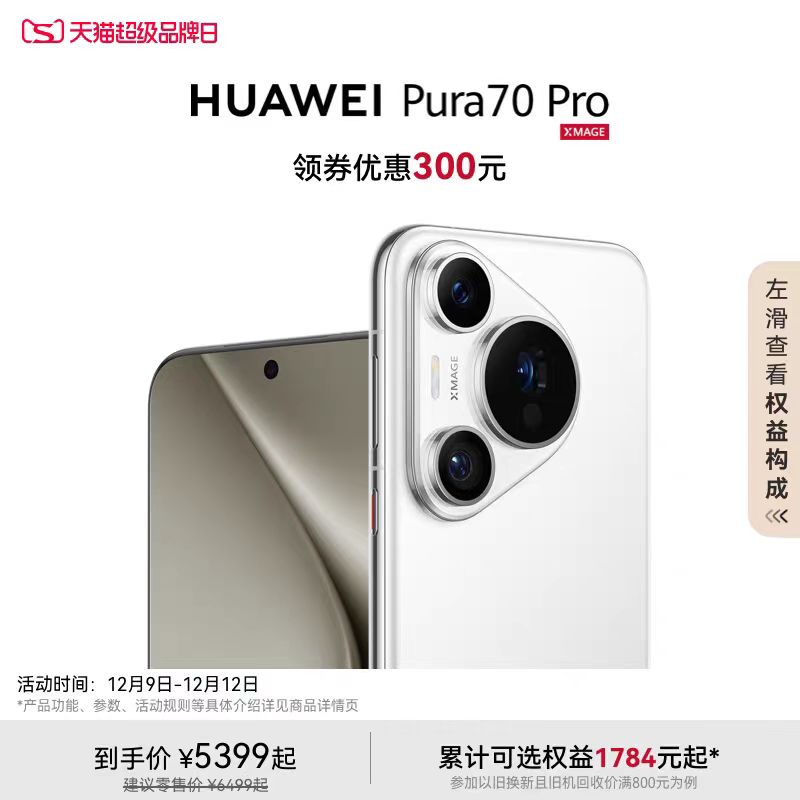 天猫超级品牌日
HUAWEI Pura70 Pro
XMAGE
领券优惠300元
XMAGE
左滑查看权益构成
活动时间：12月9日-12月12日
*产品功能、参数、活动规则等具体介绍详见商品详情页
到手价 ¥5399起
建议零售价 ¥6499起
累计可选权益1784元起*
参加以旧换新且旧机回收价满800元为例